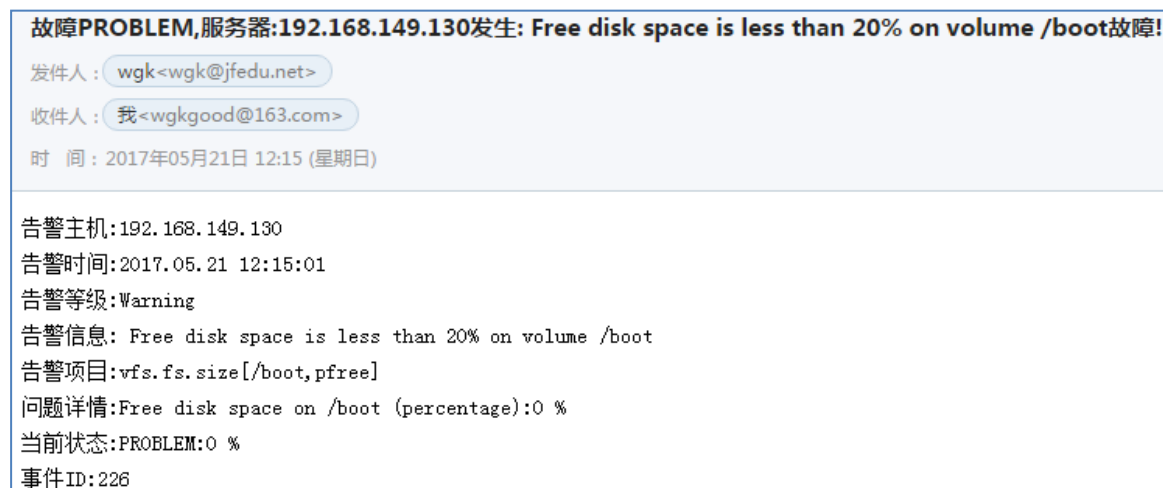 故障PROBLEM,服务器:192.168.149.130发生: Free disk space is less than 20% on volume /boot故障!
发件人：wgk<wgk@jfedu.net>
收件人：我<wgkgood@163.com>
时 间：2017年05月21日 12:15 (星期日)
告警主机:192.168.149.130
告警时间:2017.05.21 12:15:01
告警等级:Warning
告警信息: Free disk space is less than 20% on volume /boot
告警项目:vfs.fs.size[/boot,pfree]
问题详情:Free disk space on /boot (percentage):0 %
当前状态:PROBLEM:0 %
事件ID:226